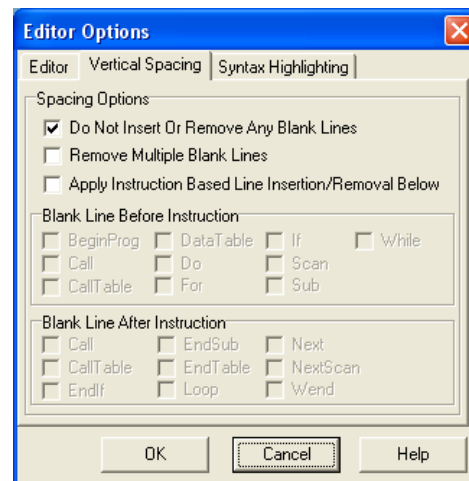 Editor Options
Editor Vertical Spacing Syntax Highlighting
Spacing Options
Do Not Insert Or Remove Any Blank Lines
Remove Multiple Blank Lines
Apply Instruction Based Line Insertion/Removal Below
Blank Line Before Instruction
BeginProg DataTable If While
Call Do Scan
CallTable For Sub
Blank Line After Instruction
Call EndSub Next
CallTable EndTable NextScan
EndIf Loop Wend
OK Cancel Help